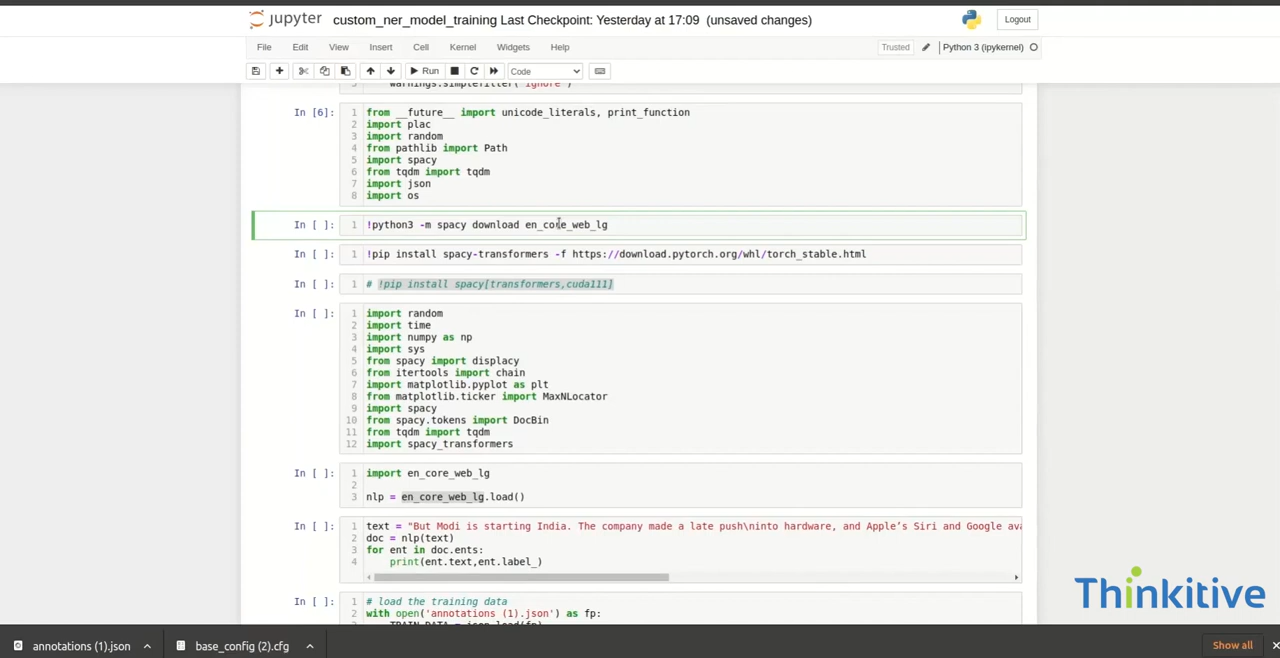 jupyter custom_ner_model_training Last Checkpoint: Yesterday at 17:09 (unsaved changes) Logout
File Edit View Insert Cell Kernel Widgets Help Trusted Python 3 (ipykernel)
Run Code
warnings.simplefilter("ignore")
In [6]:
1 from __future__ import unicode_literals, print_function
2 import plac
3 import random
4 from pathlib import Path
5 import spacy
6 from tqdm import tqdm
7 import json
8 import os
In [ ]: 1 !python3 -m spacy download en_core_web_lg
In [ ]: 1 !pip install spacy-transformers -f https://download.pytorch.org/whl/torch_stable.html
In [ ]: 1 # !pip install spacy[transformers,cuda111]
In [ ]:
1 import random
2 import time
3 import numpy as np
4 import sys
5 from spacy import displacy
6 from itertools import chain
7 import matplotlib.pyplot as plt
8 from matplotlib.ticker import MaxNLocator
9 import spacy
10 from spacy.tokens import DocBin
11 from tqdm import tqdm
12 import spacy_transformers
In [ ]:
1 import en_core_web_lg
2
3 nlp = en_core_web_lg.load()
In [ ]:
1 text = "But Modi is starting India. The company made a late push\ninto hardware, and Apple’s Siri and Google ava
2 doc = nlp(text)
3 for ent in doc.ents:
4 print(ent.text,ent.label_)
In [ ]:
1 # load the training data
2 with open('annotations (1).json') as fp:
TRAIN_DATA = json.load(fp)
Thinkitive
annotations (1).json base_config (2).cfg Show all